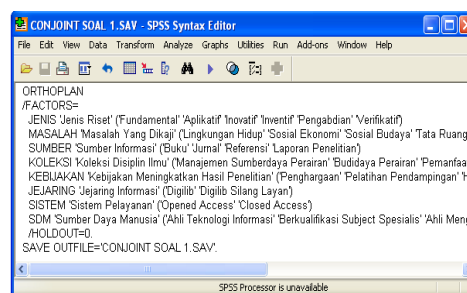 CONJOINT SOAL 1.SAV - SPSS Syntax Editor
File Edit View Data Transform Analyze Graphs Utilities Run Add-ons Window Help
ORTHOPLAN
/FACTORS=
JENIS 'Jenis Riset' ('Fundamental' 'Aplikatif' 'Inovatif' 'Inventif' 'Pengabdian' 'Verifikatif')
MASALAH 'Masalah Yang Dikaji' ('Lingkungan Hidup' 'Sosial Ekonomi' 'Sosial Budaya' 'Tata Ruang
SUMBER 'Sumber Informasi' ('Buku' 'Jurnal' 'Referensi' 'Laporan Penelitian')
KOLEKSI 'Koleksi Disiplin Ilmu' ('Manajemen Sumberdaya Perairan' 'Budidaya Perairan' 'Pemanfaa
KEBIJAKAN 'Kebijakan Meningkatkan Hasil Penelitian' ('Penghargaan' 'Pelatihan Pendampingan' 'H
JEJARING 'Jejaring Informasi' ('Digilib' 'Digilib Silang Layan')
SISTEM 'Sistem Pelayanan' ('Opened Access' 'Closed Access')
SDM 'Sumber Daya Manusia' ('Ahli Teknologi Informasi' 'Berkualifikasi Subject Spesialis' 'Ahli Meng
/HOLDOUT=0.
SAVE OUTFILE='CONJOINT SOAL 1.SAV'.
SPSS Processor is unavailable